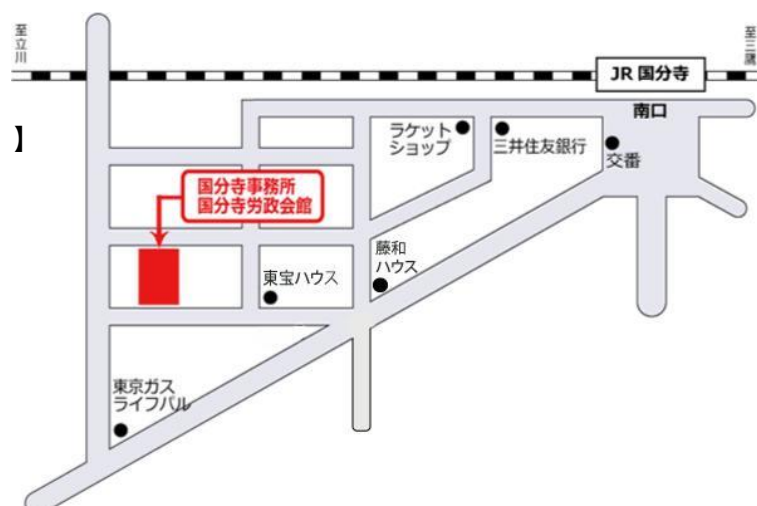 至立川
至三鷹
JR 国分寺
南口
】
ラケット
ショップ
三井住友銀行
交番
国分寺事務所
国分寺労政会館
藤和
ハウス
東宝ハウス
東京ガス
ライフバル